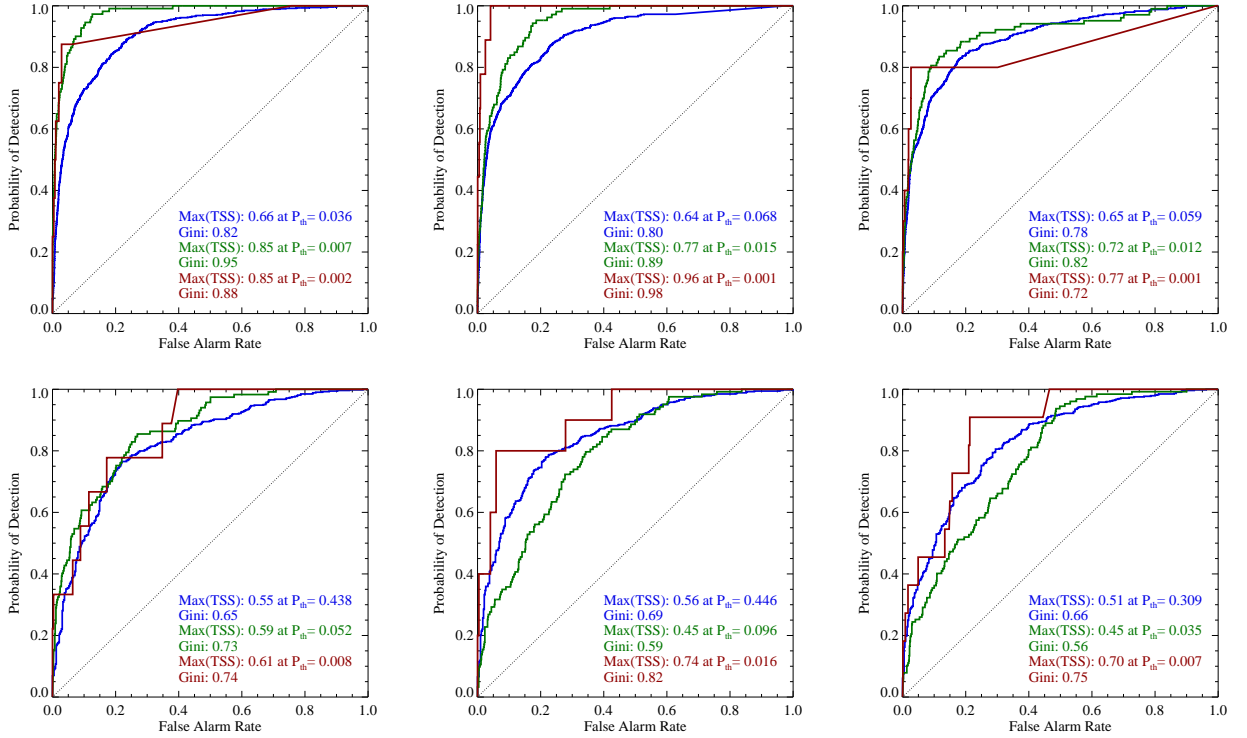 1.0
0.8
0.6
0.4
0.2
0.0
Probability of Detection
Max(TSS): 0.66 at Pth= 0.036
Gini: 0.82
Max(TSS): 0.85 at Pth= 0.007
Gini: 0.95
Max(TSS): 0.85 at Pth= 0.002
Gini: 0.88
0.0 0.2 0.4 0.6 0.8 1.0
False Alarm Rate
1.0
0.8
0.6
0.4
0.2
0.0
Probability of Detection
Max(TSS): 0.64 at Pth= 0.068
Gini: 0.80
Max(TSS): 0.77 at Pth= 0.015
Gini: 0.89
Max(TSS): 0.96 at Pth= 0.001
Gini: 0.98
0.0 0.2 0.4 0.6 0.8 1.0
False Alarm Rate
1.0
0.8
0.6
0.4
0.2
0.0
Probability of Detection
Max(TSS): 0.65 at Pth= 0.059
Gini: 0.78
Max(TSS): 0.72 at Pth= 0.012
Gini: 0.82
Max(TSS): 0.77 at Pth= 0.001
Gini: 0.72
0.0 0.2 0.4 0.6 0.8 1.0
False Alarm Rate
1.0
0.8
0.6
0.4
0.2
0.0
Probability of Detection
Max(TSS): 0.55 at Pth= 0.438
Gini: 0.65
Max(TSS): 0.59 at Pth= 0.052
Gini: 0.73
Max(TSS): 0.61 at Pth= 0.008
Gini: 0.74
0.0 0.2 0.4 0.6 0.8 1.0
False Alarm Rate
1.0
0.8
0.6
0.4
0.2
0.0
Probability of Detection
Max(TSS): 0.56 at Pth= 0.446
Gini: 0.69
Max(TSS): 0.45 at Pth= 0.096
Gini: 0.59
Max(TSS): 0.74 at Pth= 0.016
Gini: 0.82
0.0 0.2 0.4 0.6 0.8 1.0
False Alarm Rate
1.0
0.8
0.6
0.4
0.2
0.0
Probability of Detection
Max(TSS): 0.51 at Pth= 0.309
Gini: 0.66
Max(TSS): 0.45 at Pth= 0.035
Gini: 0.56
Max(TSS): 0.70 at Pth= 0.007
Gini: 0.75
0.0 0.2 0.4 0.6 0.8 1.0
False Alarm Rate